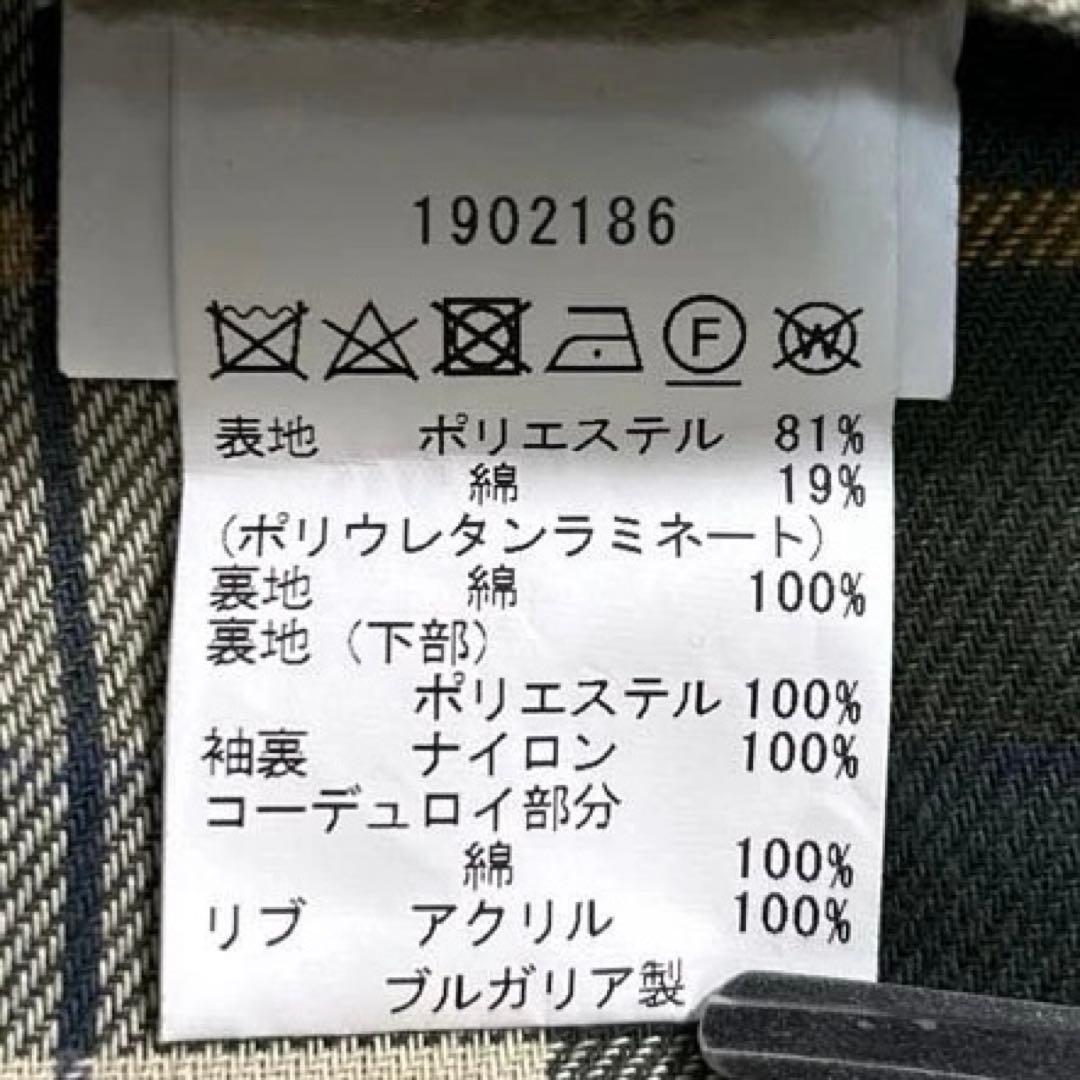 1902186
F W
表地 ポリエステル 81%
綿 19%
(ポリウレタンラミネート)
裏地 綿 100%
裏地 (下部)
ポリエステル 100%
袖裏 ナイロン 100%
コーデュロイ部分
綿 100%
リブ アクリル 100%
ブルガリア製